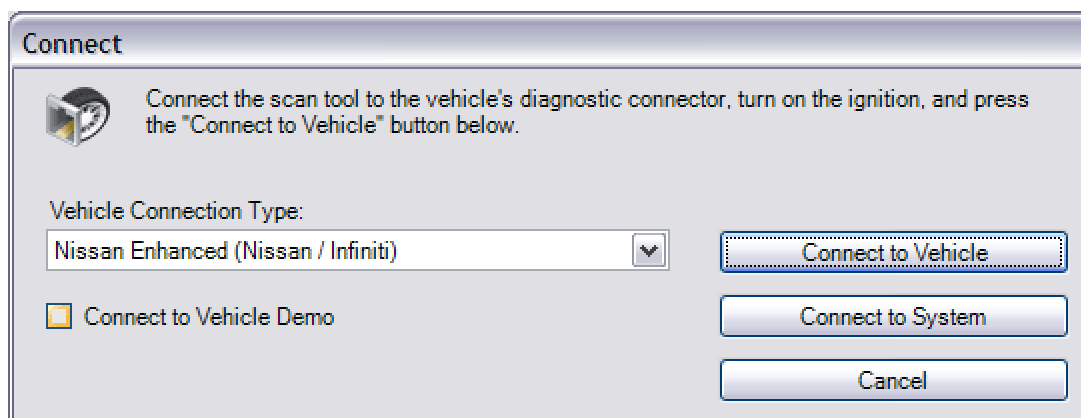 Connect
Connect the scan tool to the vehicle's diagnostic connector, turn on the ignition, and press
the "Connect to Vehicle" button below.
Vehicle Connection Type:
Nissan Enhanced (Nissan / Infiniti)
Connect to Vehicle
Connect to Vehicle Demo
Connect to System
Cancel